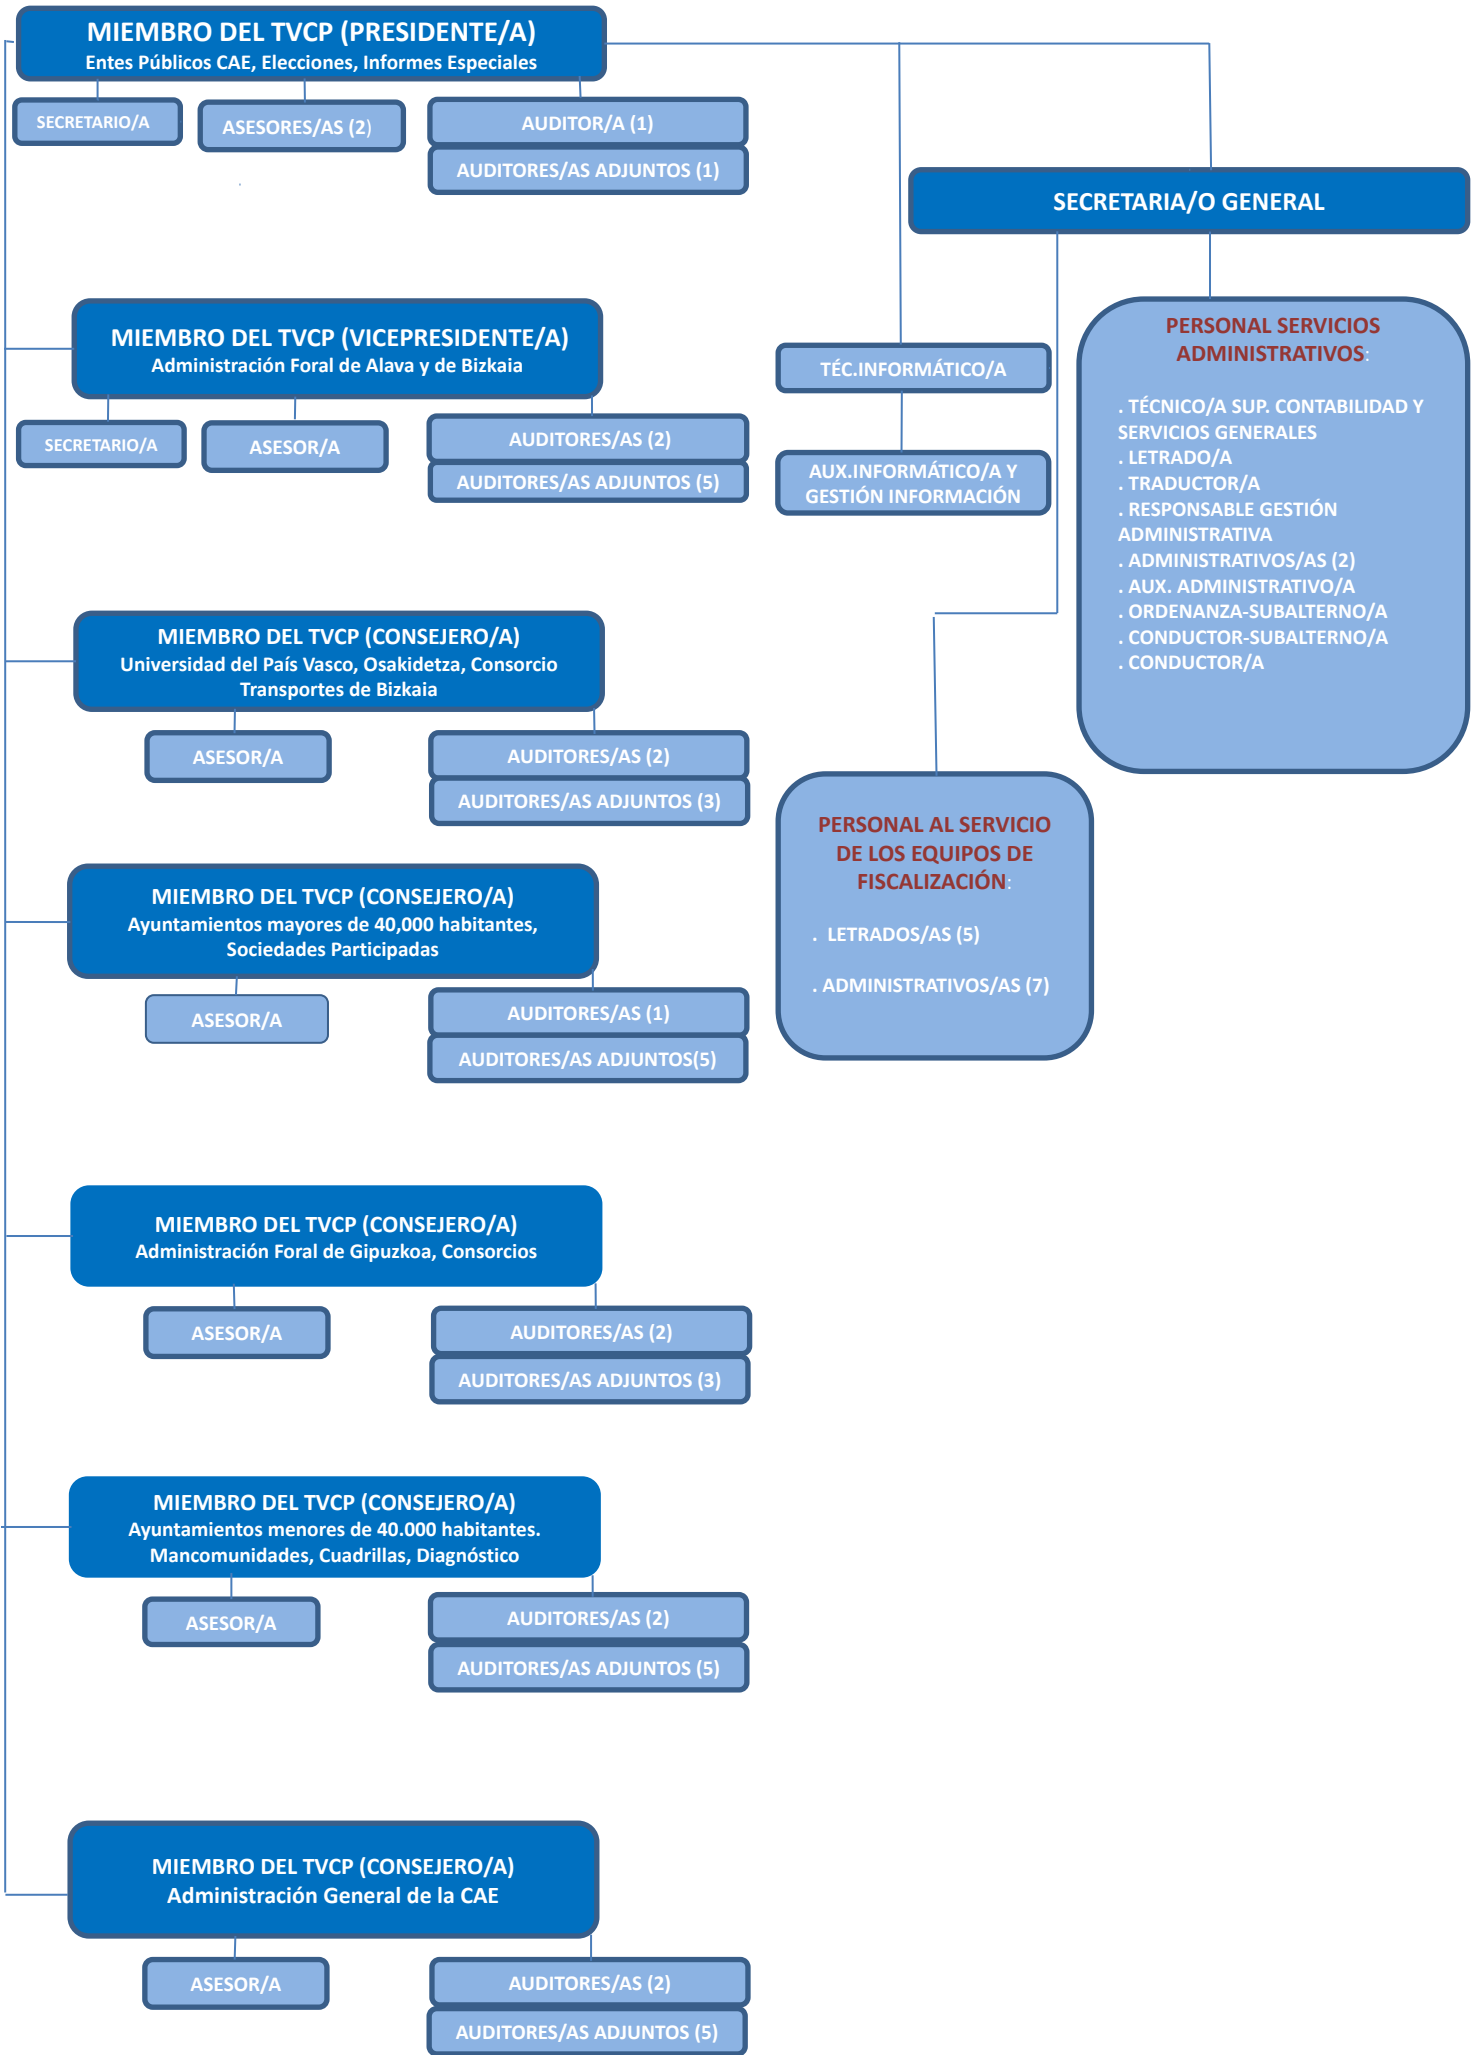 MIEMBRO DEL TVCP (PRESIDENTE/A)
Entes Públicos CAE, Elecciones, Informes Especiales
SECRETARIO/A
ASESORES/AS (2)
AUDITOR/A (1)
AUDITORES/AS ADJUNTOS (1)
SECRETARIA/O GENERAL
MIEMBRO DEL TVCP (VICEPRESIDENTE/A)
Administración Foral de Alava y de Bizkaia
SECRETARIO/A
ASESOR/A
AUDITORES/AS (2)
AUDITORES/AS ADJUNTOS (5)
TÉC.INFORMÁTICO/A
AUX.INFORMÁTICO/A Y
GESTIÓN INFORMACIÓN
PERSONAL SERVICIOS
ADMINISTRATIVOS:
. TÉCNICO/A SUP. CONTABILIDAD Y
SERVICIOS GENERALES
. LETRADO/A
. TRADUCTOR/A
. RESPONSABLE GESTIÓN
ADMINISTRATIVA
. ADMINISTRATIVOS/AS (2)
. AUX. ADMINISTRATIVO/A
. ORDENANZA-SUBALTERNO/A
. CONDUCTOR-SUBALTERNO/A
. CONDUCTOR/A
MIEMBRO DEL TVCP (CONSEJERO/A)
Universidad del País Vasco, Osakidetza, Consorcio
Transportes de Bizkaia
ASESOR/A
AUDITORES/AS (2)
AUDITORES/AS ADJUNTOS (3)
PERSONAL AL SERVICIO
DE LOS EQUIPOS DE
FISCALIZACIÓN:
. LETRADOS/AS (5)
. ADMINISTRATIVOS/AS (7)
MIEMBRO DEL TVCP (CONSEJERO/A)
Ayuntamientos mayores de 40,000 habitantes,
Sociedades Participadas
ASESOR/A
AUDITORES/AS (1)
AUDITORES/AS ADJUNTOS(5)
MIEMBRO DEL TVCP (CONSEJERO/A)
Administración Foral de Gipuzkoa, Consorcios
ASESOR/A
AUDITORES/AS (2)
AUDITORES/AS ADJUNTOS (3)
MIEMBRO DEL TVCP (CONSEJERO/A)
Ayuntamientos menores de 40.000 habitantes.
Mancomunidades, Cuadrillas, Diagnóstico
ASESOR/A
AUDITORES/AS (2)
AUDITORES/AS ADJUNTOS (5)
MIEMBRO DEL TVCP (CONSEJERO/A)
Administración General de la CAE
ASESOR/A
AUDITORES/AS (2)
AUDITORES/AS ADJUNTOS (5)